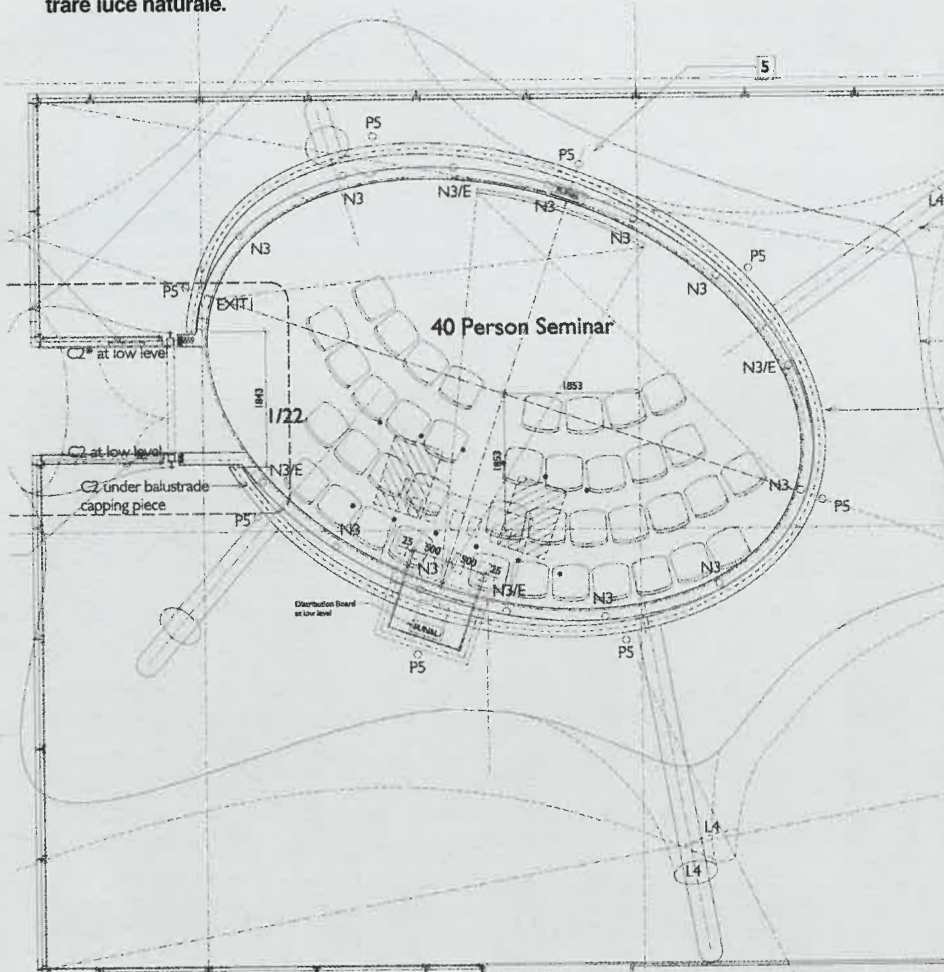 trare luce naturale.
5
P5
P5
N3
N3/E
N3
L4
N3
N3
P5
P5
EXIT
40 Person Seminar
C2* at low level
N3/E
1853
1843
1/22
C2 at low level
1853
N3/E
C2 under balustrade
capping piece
N3
P5
P5
N3
25
500
500
25
N3
N3
N3/E
N3
Distribution Board
at low level
P5
P5
L4
L4